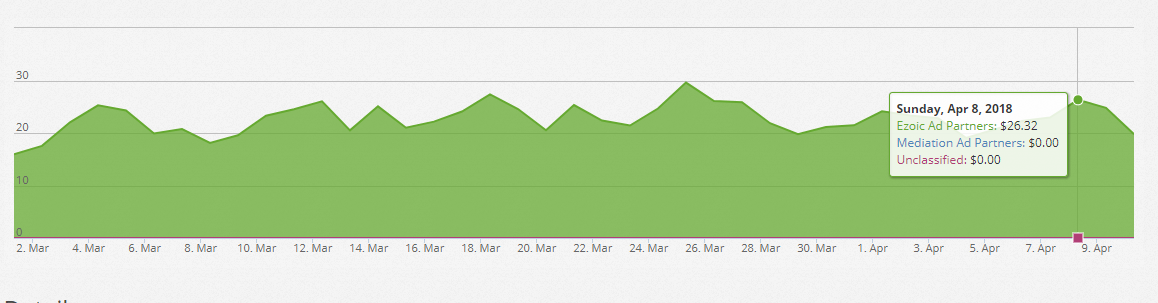 30
20
10
0
Sunday, Apr 8, 2018
Ezoic Ad Partners: $26.32
Mediation Ad Partners: $0.00
Unclassified: $0.00
2. Mar 4. Mar 6. Mar 8. Mar 10. Mar 12. Mar 14. Mar 16. Mar 18. Mar 20. Mar 22. Mar 24. Mar 26. Mar 28. Mar 30. Mar 1. Apr 3. Apr 5. Apr 7. Apr 9. Apr